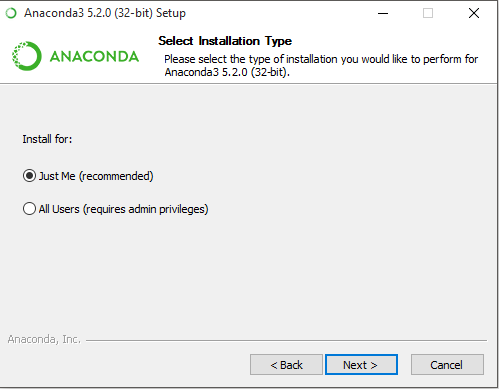 Anaconda3 5.2.0 (32-bit) Setup
ANACONDA
Select Installation Type
Please select the type of installation you would like to perform for
Anaconda3 5.2.0 (32-bit).
Install for:
Just Me (recommended)
All Users (requires admin privileges)
Anaconda, Inc.
< Back
Next >
Cancel